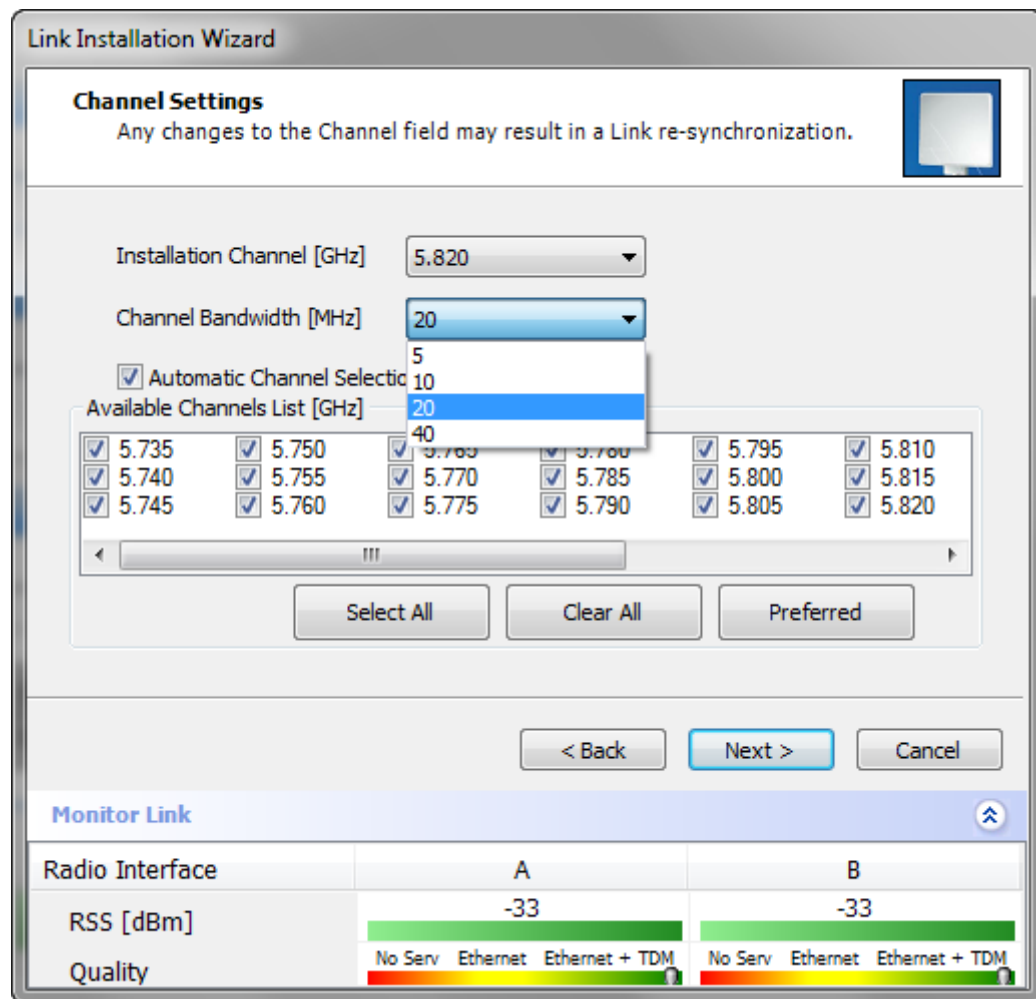 Link Installation Wizard
Channel Settings
Any changes to the Channel field may result in a Link re-synchronization.
Installation Channel [GHz] 5.820
Channel Bandwidth [MHz] 20
5
Automatic Channel Selectio 10
Available Channels List [GHz] 20
40
5.735 5.750 5.765 5.780 5.795 5.810
5.740 5.755 5.770 5.785 5.800 5.815
5.745 5.760 5.775 5.790 5.805 5.820
Select All Clear All Preferred
< Back Next > Cancel
Monitor Link
Radio Interface A B
RSS [dBm] -33 -33
Quality No Serv Ethernet Ethernet + TDM No Serv Ethernet Ethernet + TDM